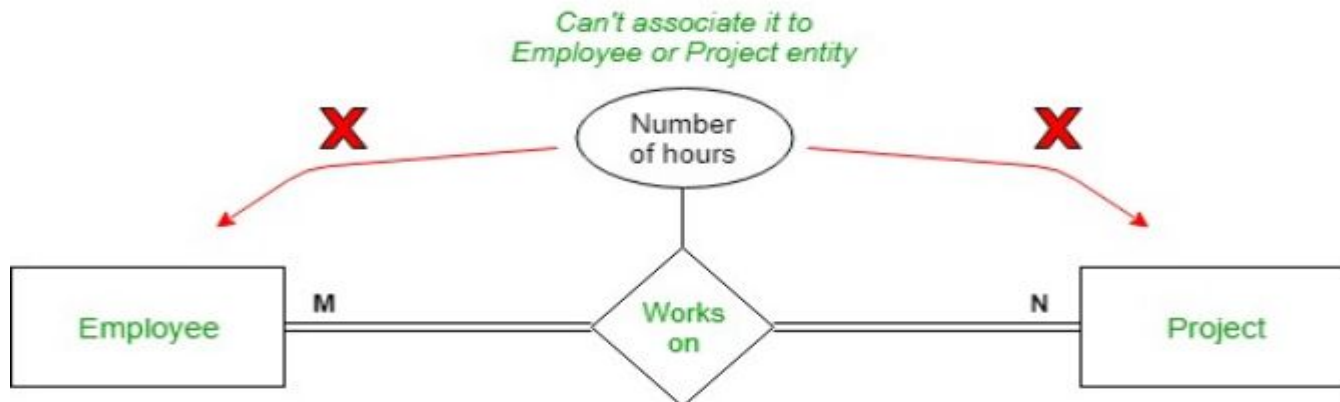 Can't associate it to
Employee or Project entity
X
X
Number
of hours
M
N
Employee
Works
on
Project